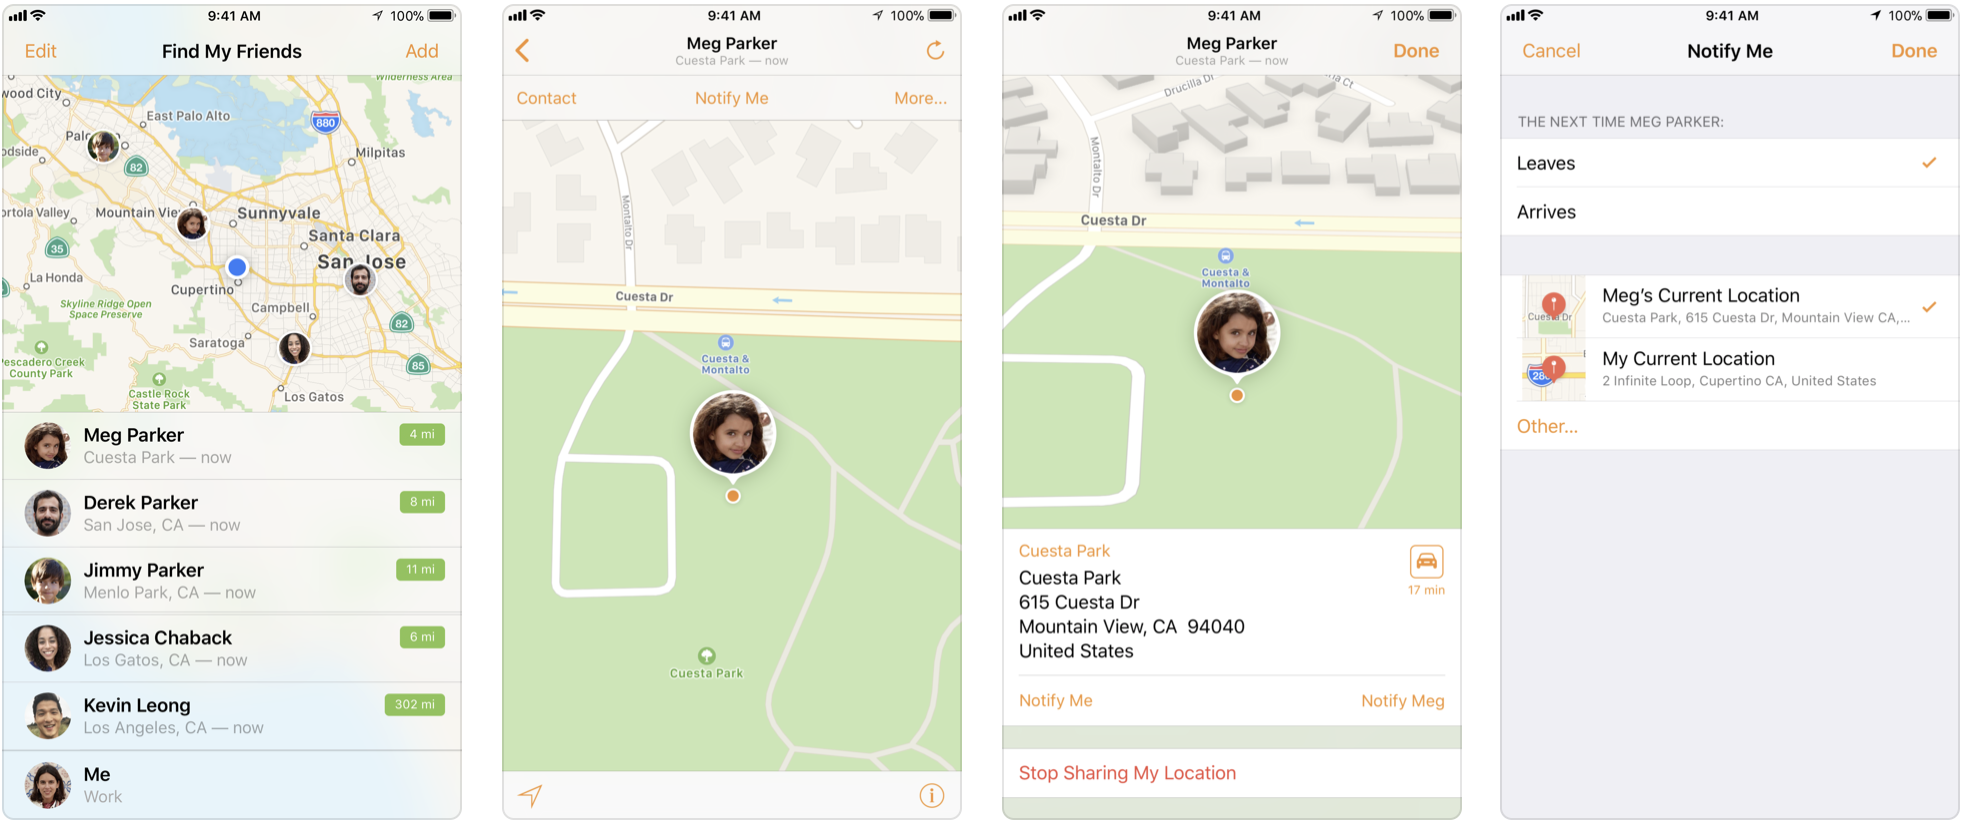 9:41 AM
100%
Edit
Find My Friends
Add
Wilderness Area
wood City
East Palo Alto
880
Milpitas
82
Mountain View
Sunnyvale
ortola Valley
Santa Clara
35
San Jose
La Honda
Cupertino
Skyline Ridge Open
Space Preserve
Campbell
82
Saratoga
85
Pescadero Creek
County Park
Castle Rock
State Park
Los Gatos
Meg Parker
4 mi
Cuesta Park — now
Derek Parker
8 mi
San Jose, CA — now
Jimmy Parker
11 mi
Menlo Park, CA — now
Jessica Chaback
6 mi
Los Gatos, CA — now
Kevin Leong
302 mi
Los Angeles, CA — now
Me
Work
9:41 AM
100%
Meg Parker
Cuesta Park — now
Contact
Notify Me
More...
Montalto Dr
Cuesta Dr
Cuesta &
Montalto
Cuesta Park
9:41 AM
100%
Meg Parker
Cuesta Park — now
Done
Drucilla Dr
Montalto Dr
Cuesta Dr
Cuesta &
Montalto
Cuesta Park
Cuesta Park
615 Cuesta Dr
Mountain View, CA 94040
United States
17 min
Notify Me
Notify Meg
Stop Sharing My Location
9:41 AM
100%
Cancel
Notify Me
Done
THE NEXT TIME MEG PARKER:
Leaves
Arrives
Cuesta Dr
Meg's Current Location
Cuesta Park, 615 Cuesta Dr, Mountain View CA,...
280
My Current Location
2 Infinite Loop, Cupertino CA, United States
Other...